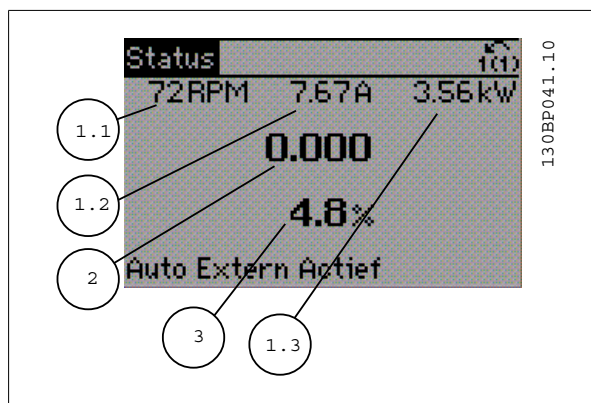 Status 1(1)
72RPM 7.67A 3.56kW
0.000
4.8%
Auto Extern Actief
1.1
1.2
2
3
1.3
130BP041.10